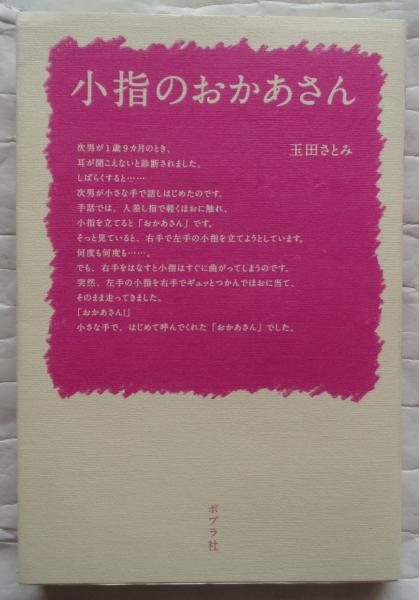 小指のおかあさん
玉田さとみ
次男が1歳9カ月のとき、
耳が聞こえないと診断されました。
しばらくすると……
次男が小さな手で話しはじめたのです。
手話では、人差し指で軽くほおに触れ、
小指を立てると「おかあさん」です。
そっと見ていると、右手で左手の小指を立てようとしています。
何度も何度も……。
でも、右手をはなすと小指はすぐに曲がってしまうのです。
突然、左手の小指を右手でギュッとつかんでほおに当て、
そのまま走ってきました。
「おかあさん!」
小さな手で、はじめて呼んでくれた「おかあさん」でした。
ポプラ社